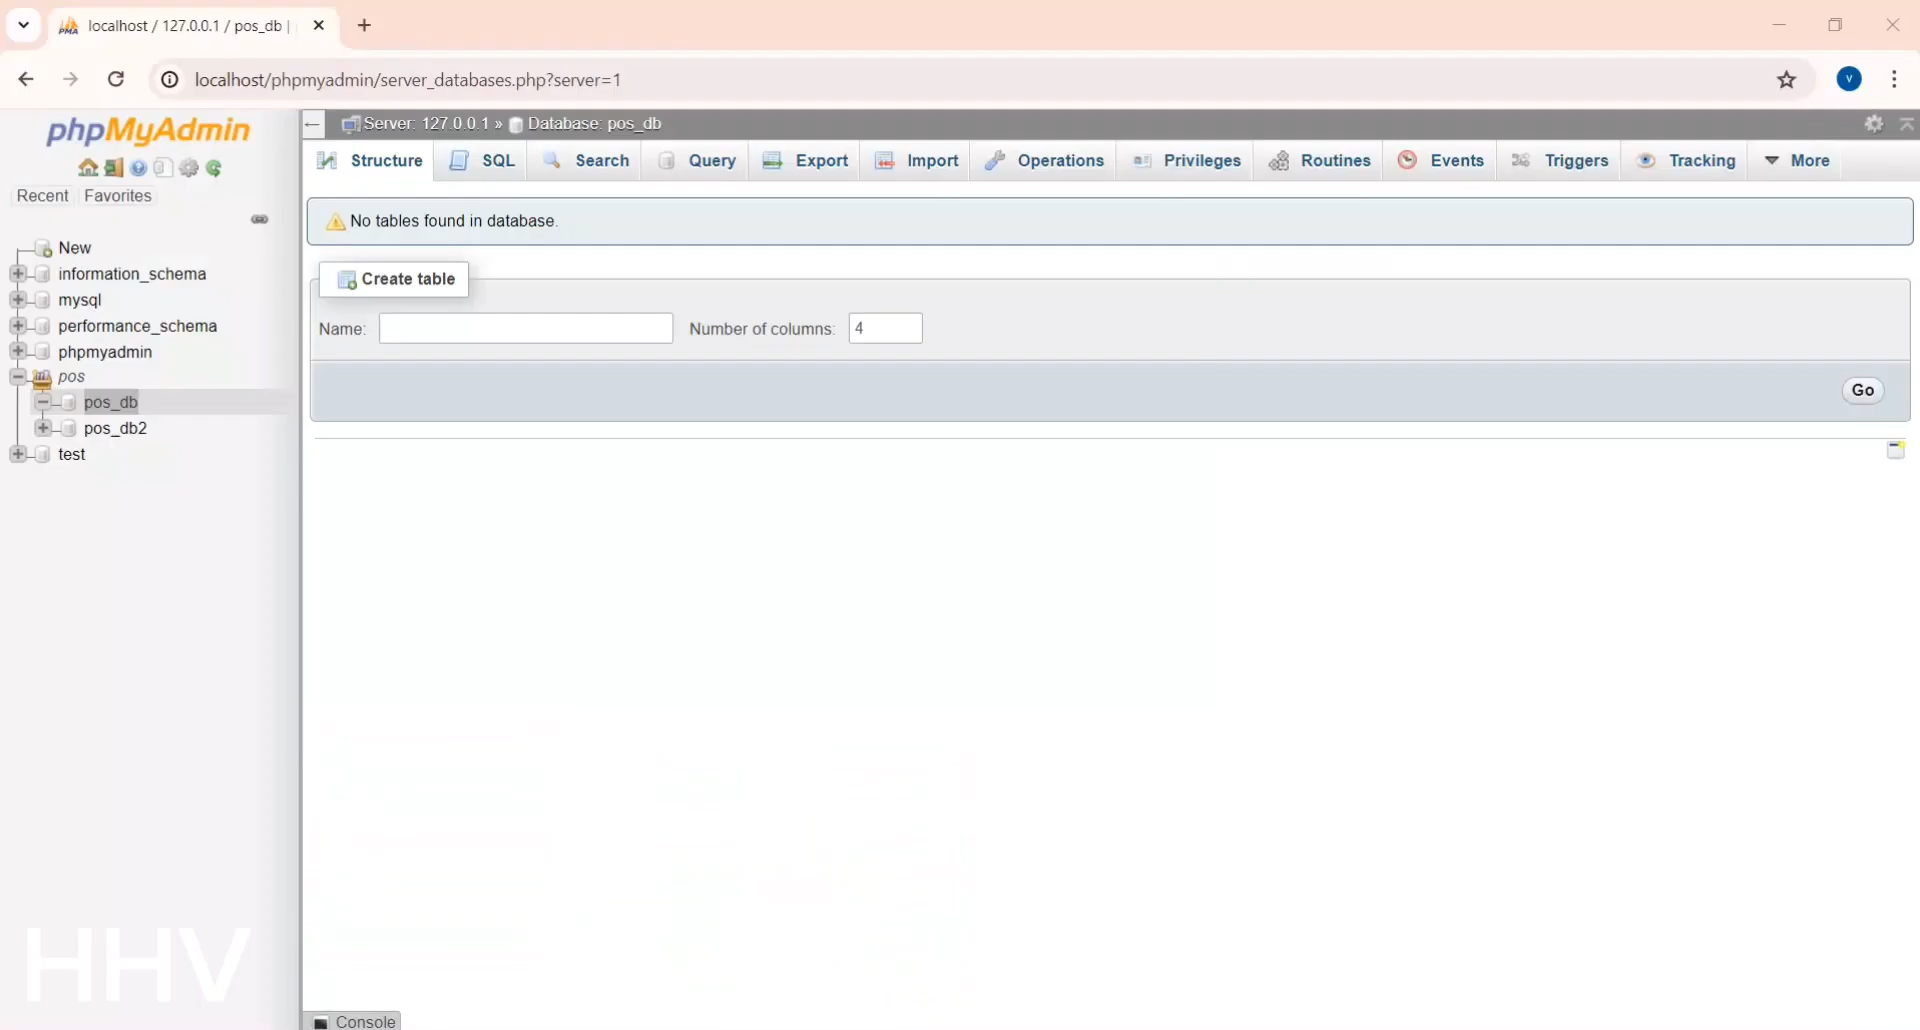 localhost / 127.0.0.1 / pos_db |
localhost/phpmyadmin/server_databases.php?server=1
V
phpMyAdmin
Recent Favorites
New
information_schema
mysql
performance_schema
phpmyadmin
pos
pos_db
pos_db2
test
Server: 127.0.0.1 » Database: pos_db
Structure SQL Search Query Export Import Operations Privileges Routines Events Triggers Tracking More
No tables found in database.
Create table
Name: Number of columns: 4
Go
Console
HHV